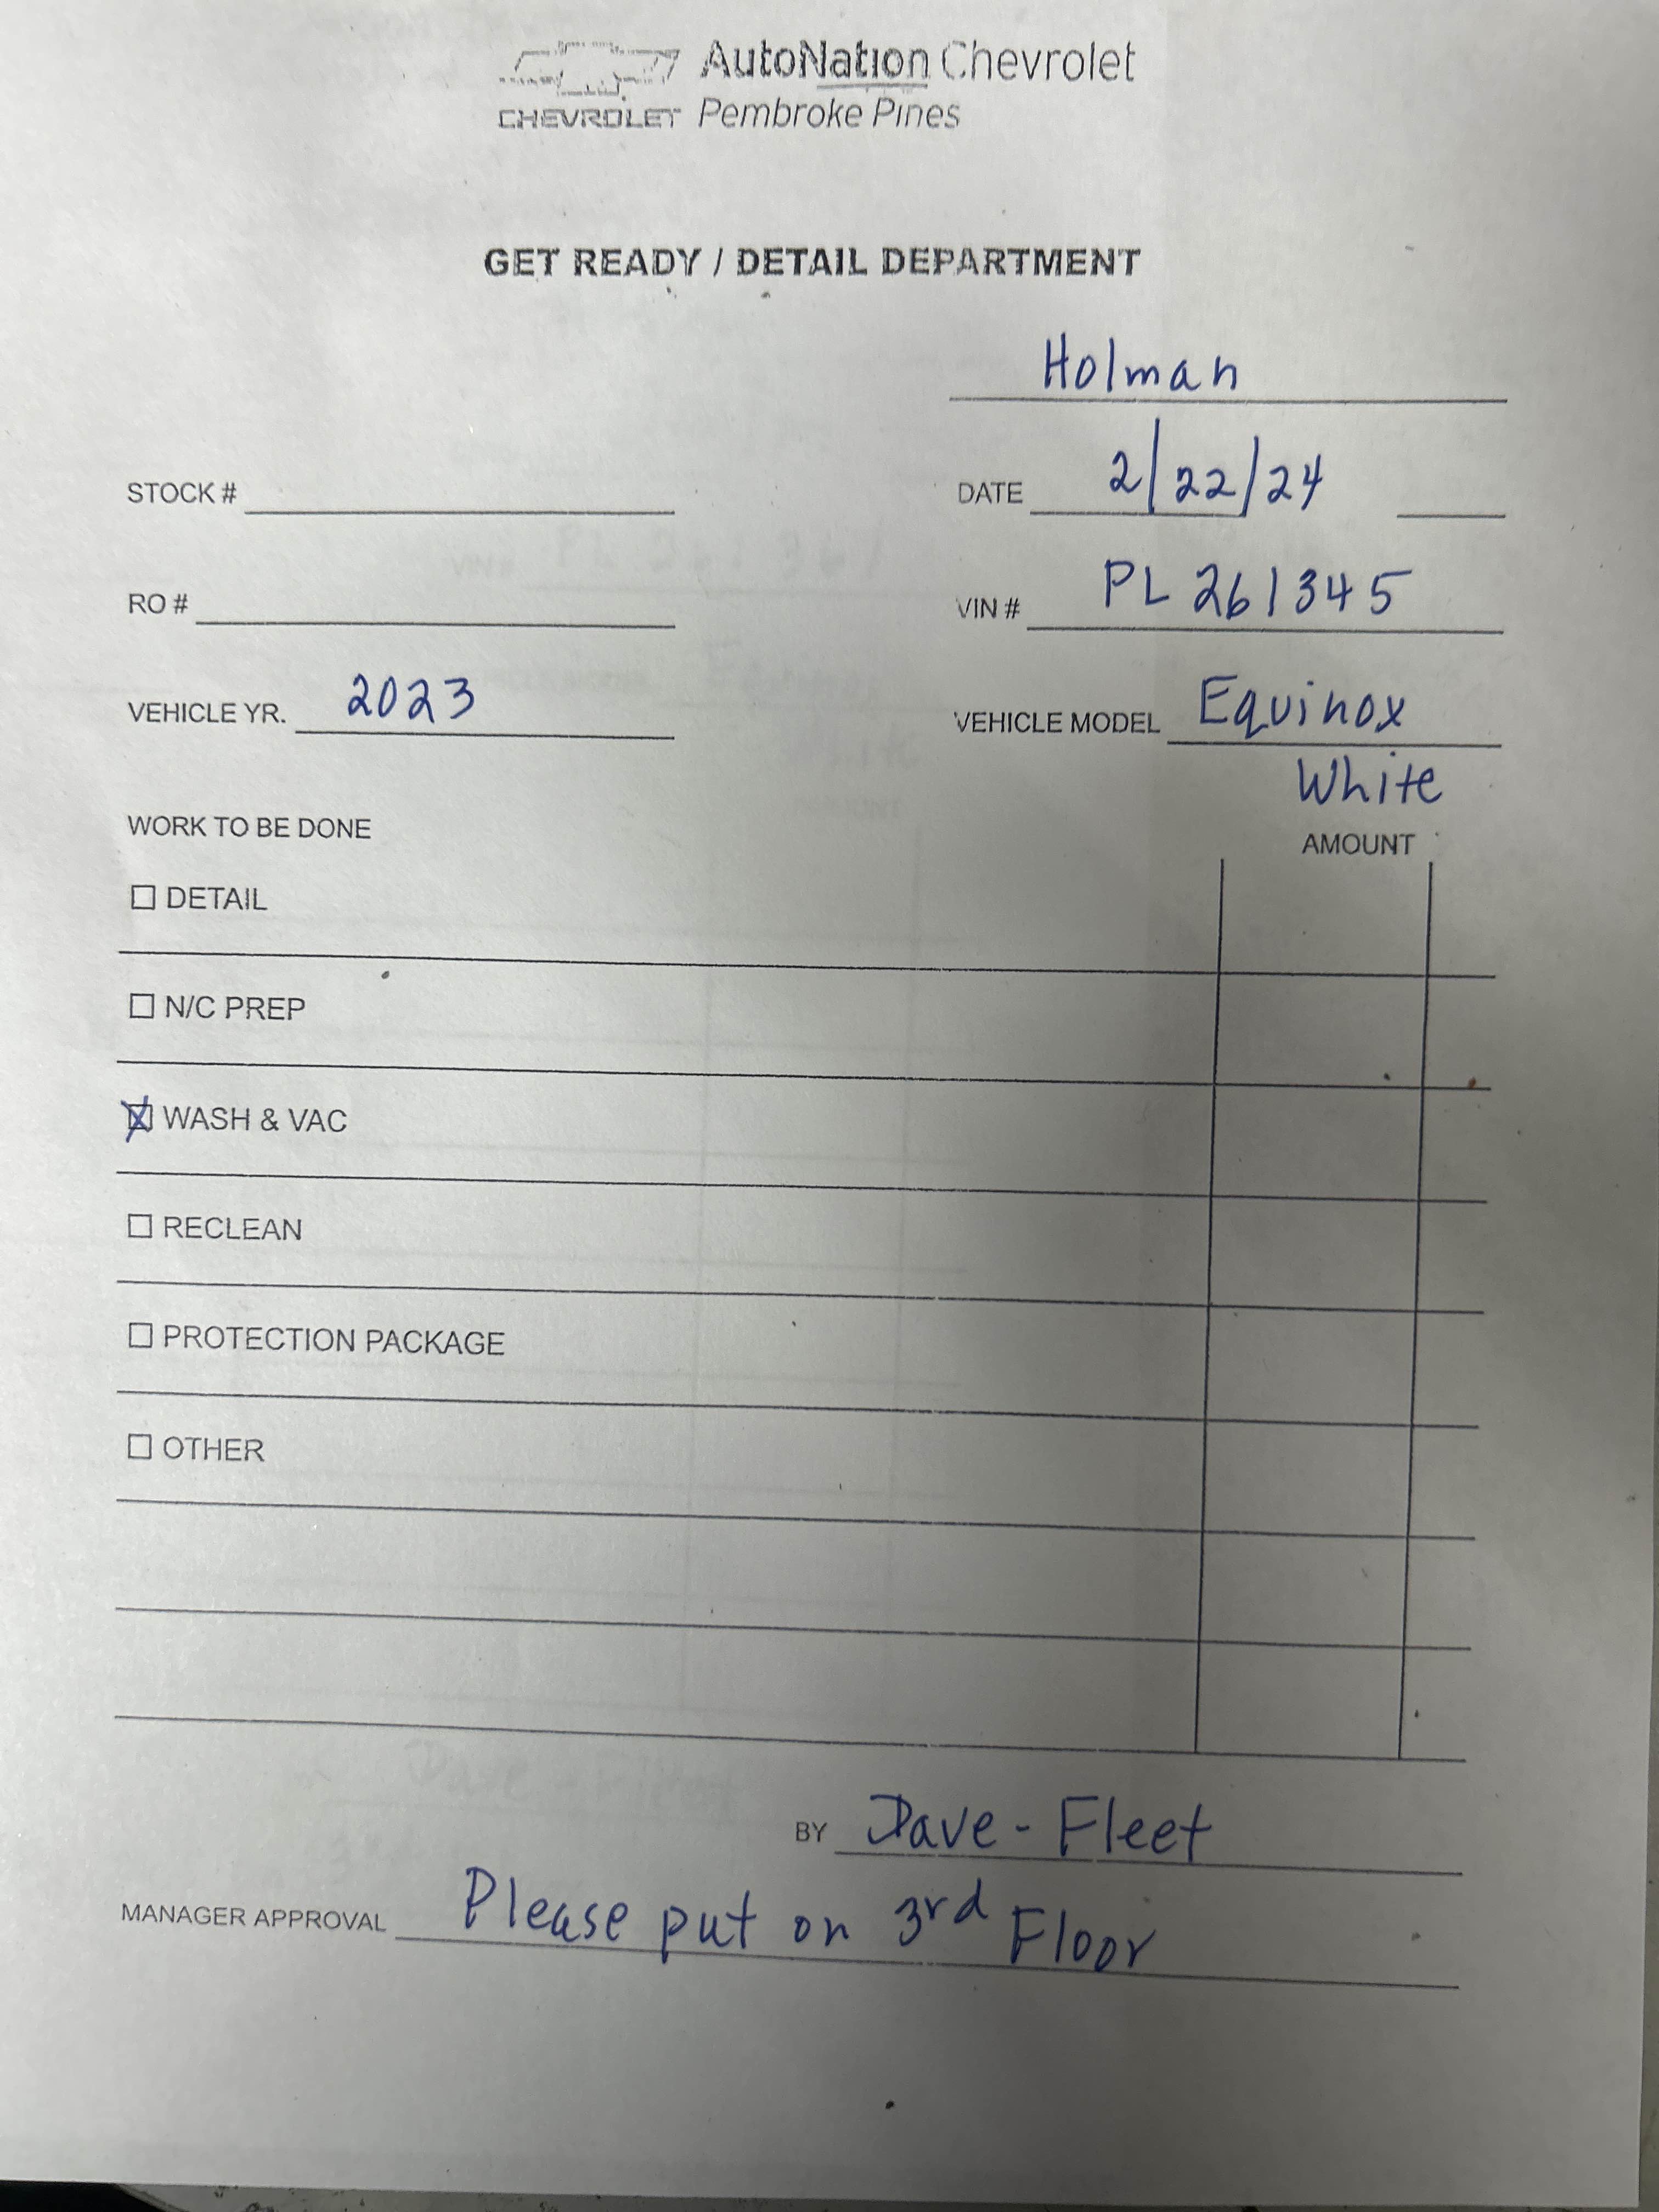 AutoNation Chevrolet
CHEVROLET Pembroke Pines
GET READY / DETAIL DEPARTMENT
Holman
STOCK # DATE 2/22/24
RO # VIN # PL261345
VEHICLE YR. 2023 VEHICLE MODEL Equinox
White
WORK TO BE DONE AMOUNT
DETAIL
N/C PREP
WASH & VAC
RECLEAN
PROTECTION PACKAGE
OTHER
BY Dave - Fleet
MANAGER APPROVAL Please put on 3rd Floor